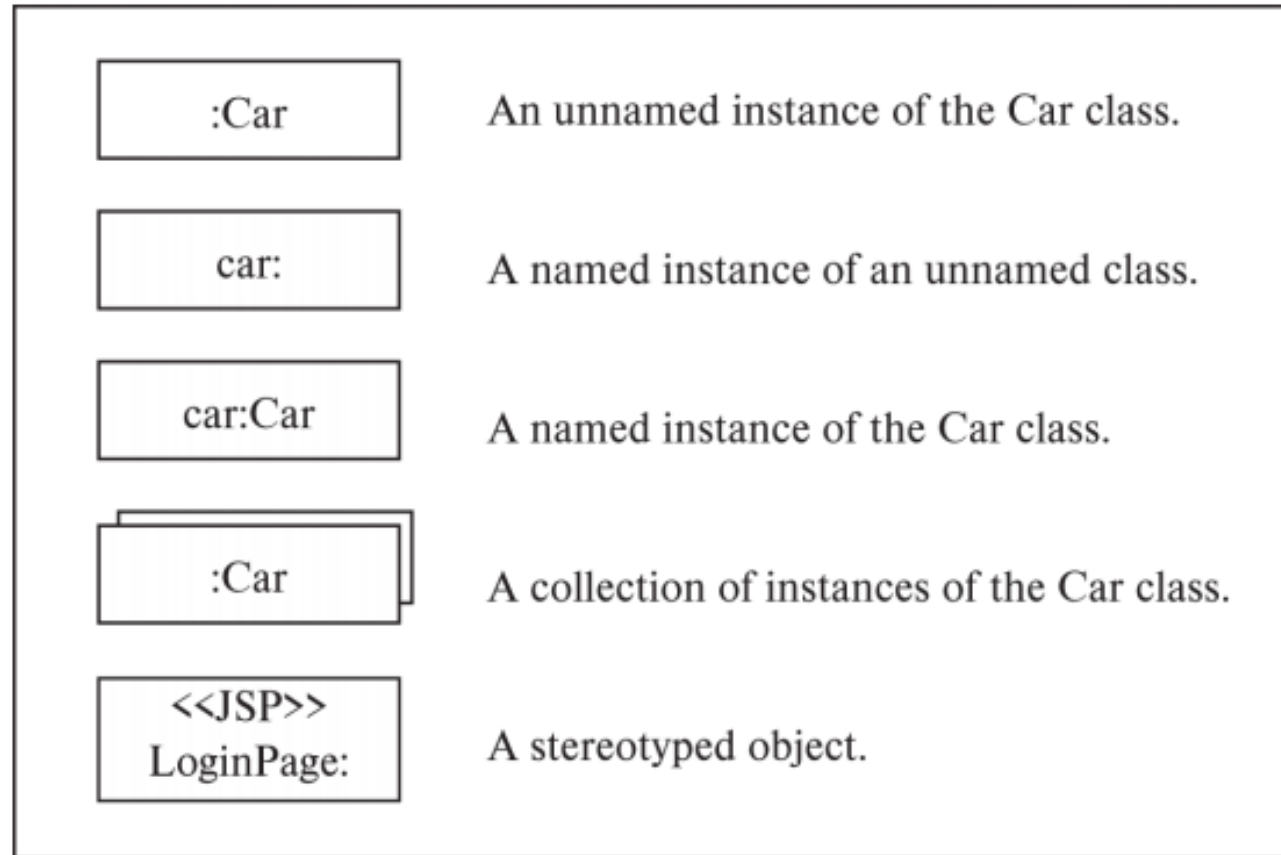 :Car
An unnamed instance of the Car class.
car:
A named instance of an unnamed class.
car:Car
A named instance of the Car class.
:Car
A collection of instances of the Car class.
<<JSP>>
LoginPage:
A stereotyped object.